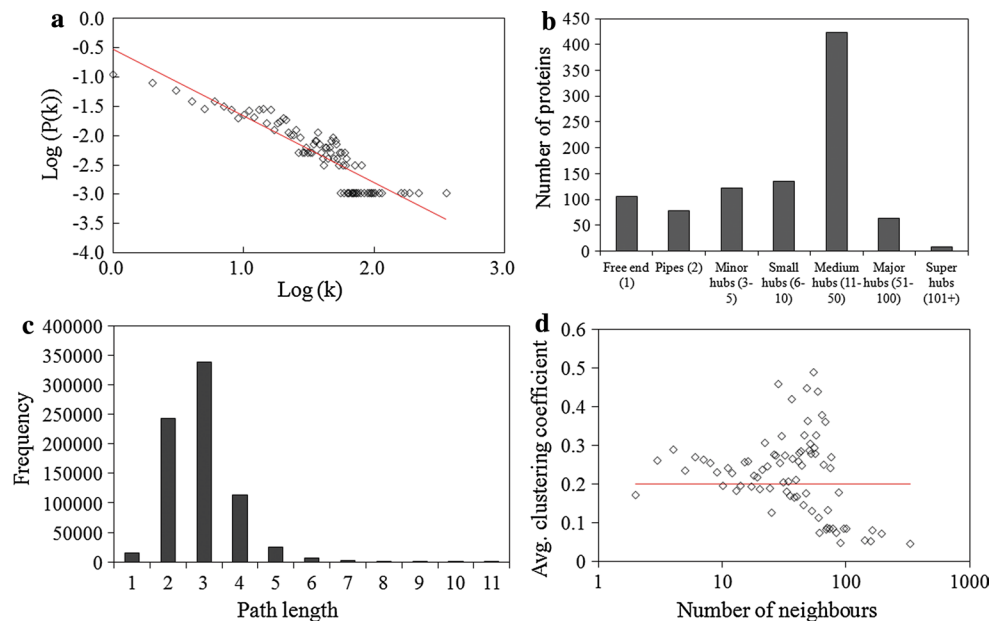 a
0.0
-0.5
-1.0
-1.5
-2.0
-2.5
-3.0
-3.5
-4.0
Log (P(k))
0.0 1.0 2.0 3.0
Log (k)
b
450
400
350
300
250
200
150
100
50
0
Number of proteins
Free end (1)
Pipes (2)
Minor hubs (3-5)
Small hubs (6-10)
Medium hubs (11-50)
Major hubs (51-100)
Super hubs (101+)
c
400000
350000
300000
250000
200000
150000
100000
50000
0
Frequency
1 2 3 4 5 6 7 8 9 10 11
Path length
d
0.6
0.5
0.4
0.3
0.2
0.1
0
Avg. clustering coefficient
1 10 100 1000
Number of neighbours